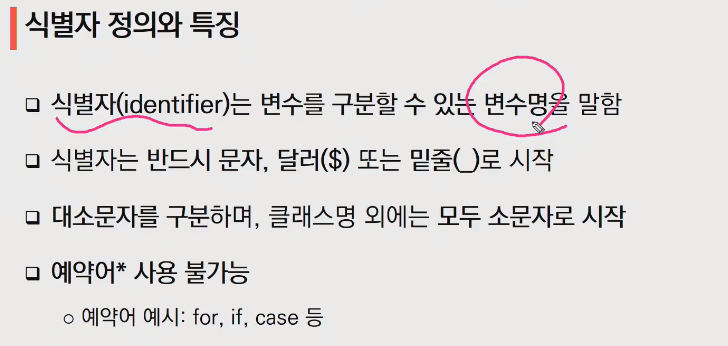 식별자 정의와 특징
❑ 식별자(identifier)는 변수를 구분할 수 있는 변수명을 말함
❑ 식별자는 반드시 문자, 달러($) 또는 밑줄(_)로 시작
❑ 대소문자를 구분하며, 클래스명 외에는 모두 소문자로 시작
❑ 예약어* 사용 불가능
○ 예약어 예시: for, if, case 등